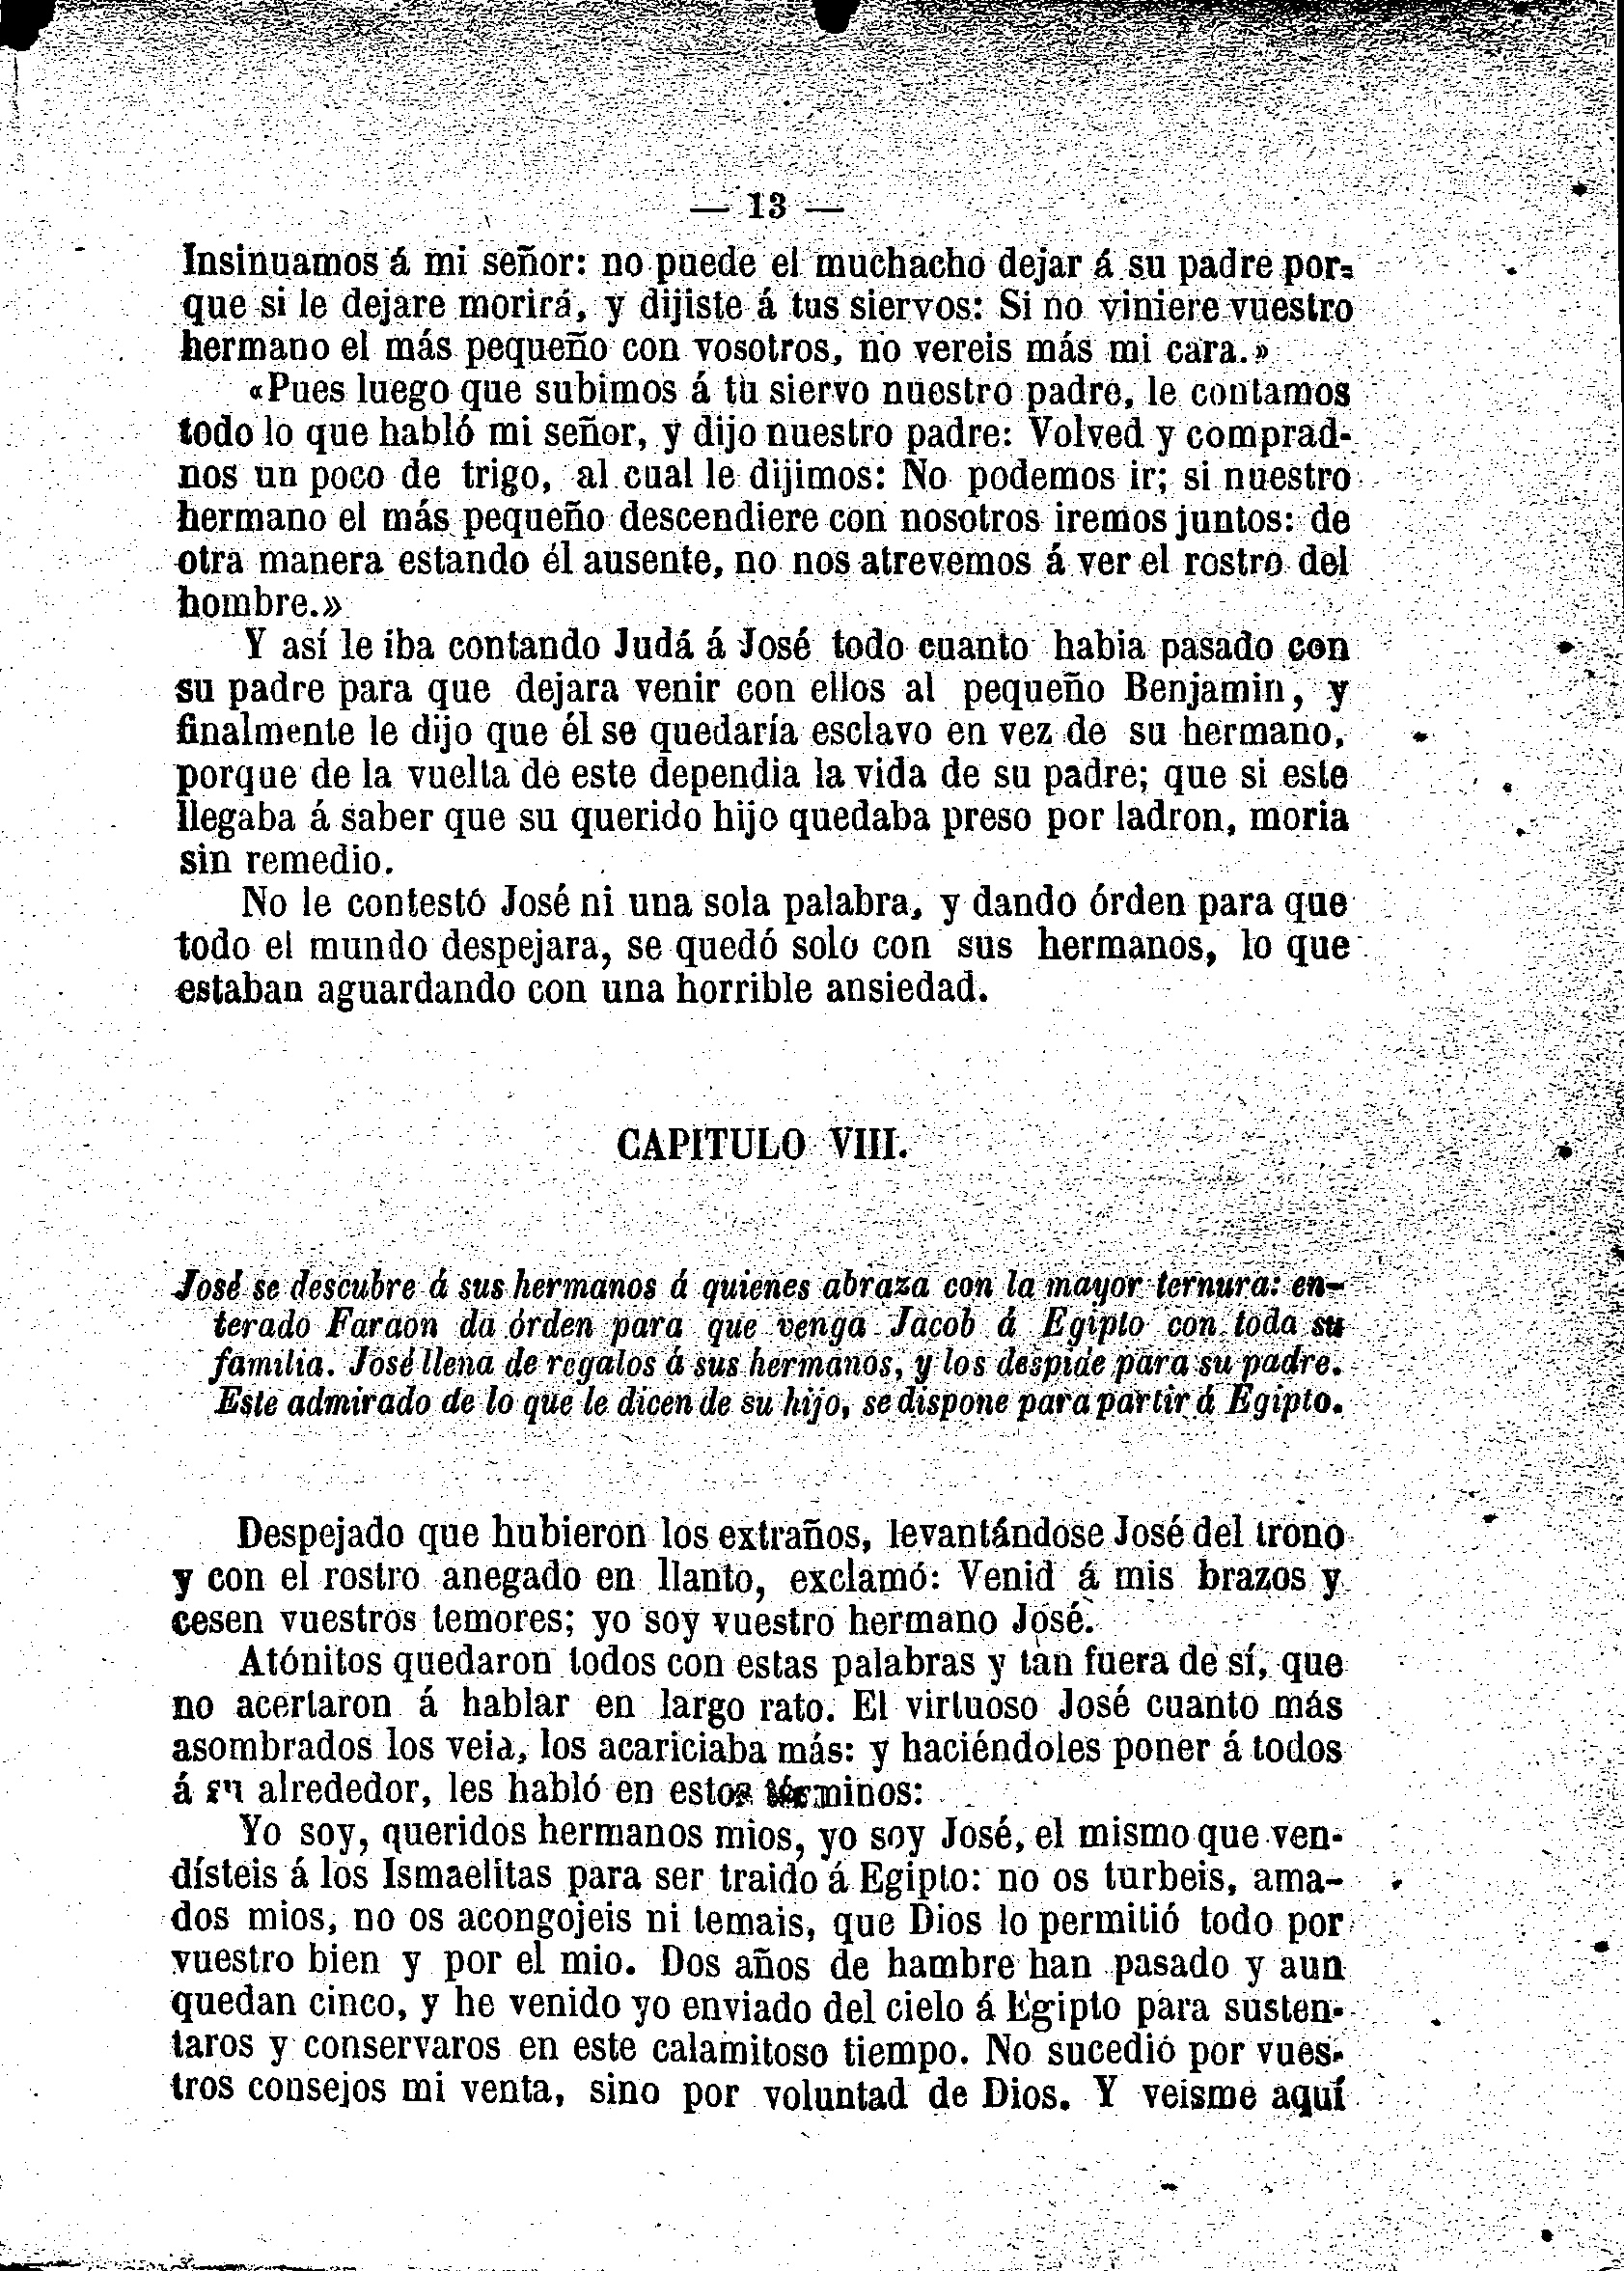 — 13 —
Insinuamos á mi señor: no puede el muchacho dejar á su padre por-
que si le dejare morirá, y dijiste á tus siervos: Si no viniere vuestro
hermano el más pequeño con vosotros, no vereis más mi cara.»
«Pues luego que subimos á tu siervo nuestro padre, le contamos
todo lo que habló mi señor, y dijo nuestro padre: Volved y comprad-
nos un poco de trigo, al cual le dijimos: No podemos ir; si nuestro
hermano el más pequeño descendiere con nosotros iremos juntos: de
otra manera estando él ausente, no nos atrevemos á ver el rostro del
hombre.»
Y así le iba contando Judá á José todo cuanto habia pasado con
su padre para que dejara venir con ellos al pequeño Benjamin, y
finalmente le dijo que él se quedaría esclavo en vez de su hermano,
porque de la vuelta de este dependia la vida de su padre; que si este
llegaba á saber que su querido hijo quedaba preso por ladron, moria
sin remedio.
No le contestó José ni una sola palabra, y dando órden para que
todo el mundo despejara, se quedó solo con sus hermanos, lo que
estaban aguardando con una horrible ansiedad.
CAPITULO VIII.
José se descubre á sus hermanos á quienes abraza con la mayor ternura: en-
terado Faraon da órden para que venga Jacob á Egipto con toda su
familia. José llena de regalos á sus hermanos, y los despide para su padre.
Este admirado de lo que le dicen de su hijo, se dispone para partir á Egipto.
Despejado que hubieron los extraños, levantándose José del trono
y con el rostro anegado en llanto, exclamó: Venid á mis brazos y
cesen vuestros temores; yo soy vuestro hermano José.
Atónitos quedaron todos con estas palabras y tan fuera de sí, que
no acertaron á hablar en largo rato. El virtuoso José cuanto más
asombrados los veia, los acariciaba más: y haciéndoles poner á todos
á su alrededor, les habló en estos términos:
Yo soy, queridos hermanos mios, yo soy José, el mismo que ven-
dísteis á los Ismaelitas para ser traido á Egipto: no os turbeis, ama-
dos mios, no os acongojeis ni temais, que Dios lo permitió todo por
vuestro bien y por el mio. Dos años de hambre han pasado y aun
quedan cinco, y he venido yo enviado del cielo á Egipto para susten-
taros y conservaros en este calamitoso tiempo. No sucedió por vues-
tros consejos mi venta, sino por voluntad de Dios. Y veisme aquí